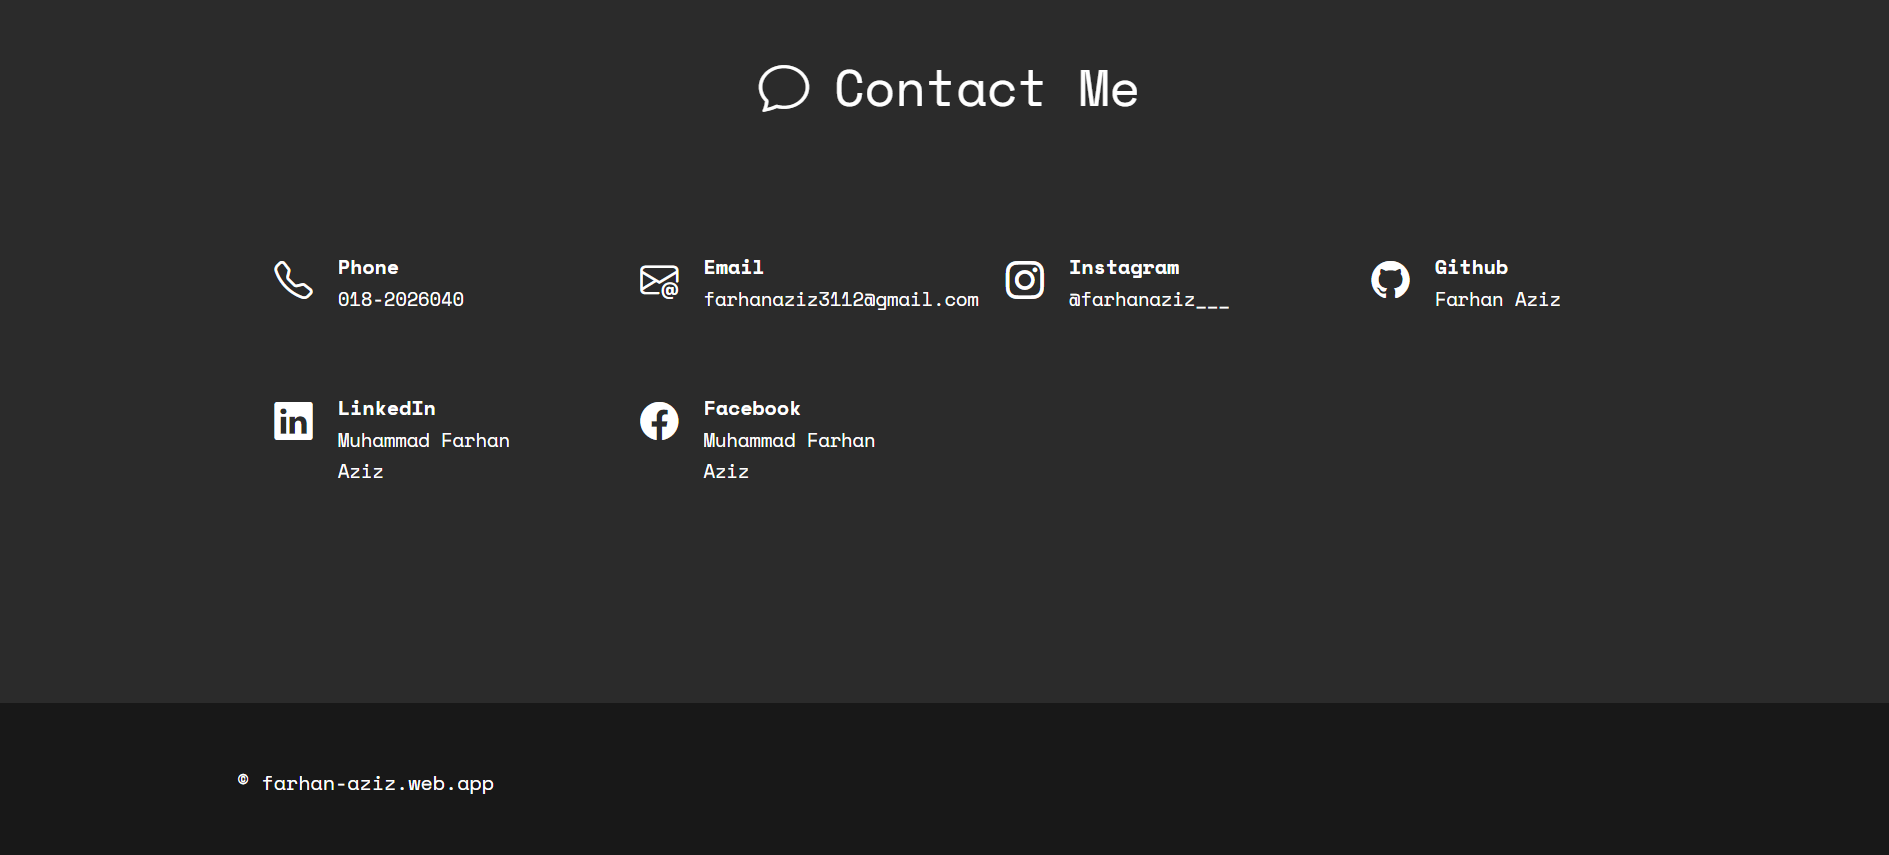 Contact Me
Phone
018-2026040
Email
farhanaziz3112@gmail.com
Instagram
@farhanaziz___
Github
Farhan Aziz
LinkedIn
Muhammad Farhan
Aziz
Facebook
Muhammad Farhan
Aziz
© farhan-aziz.web.app